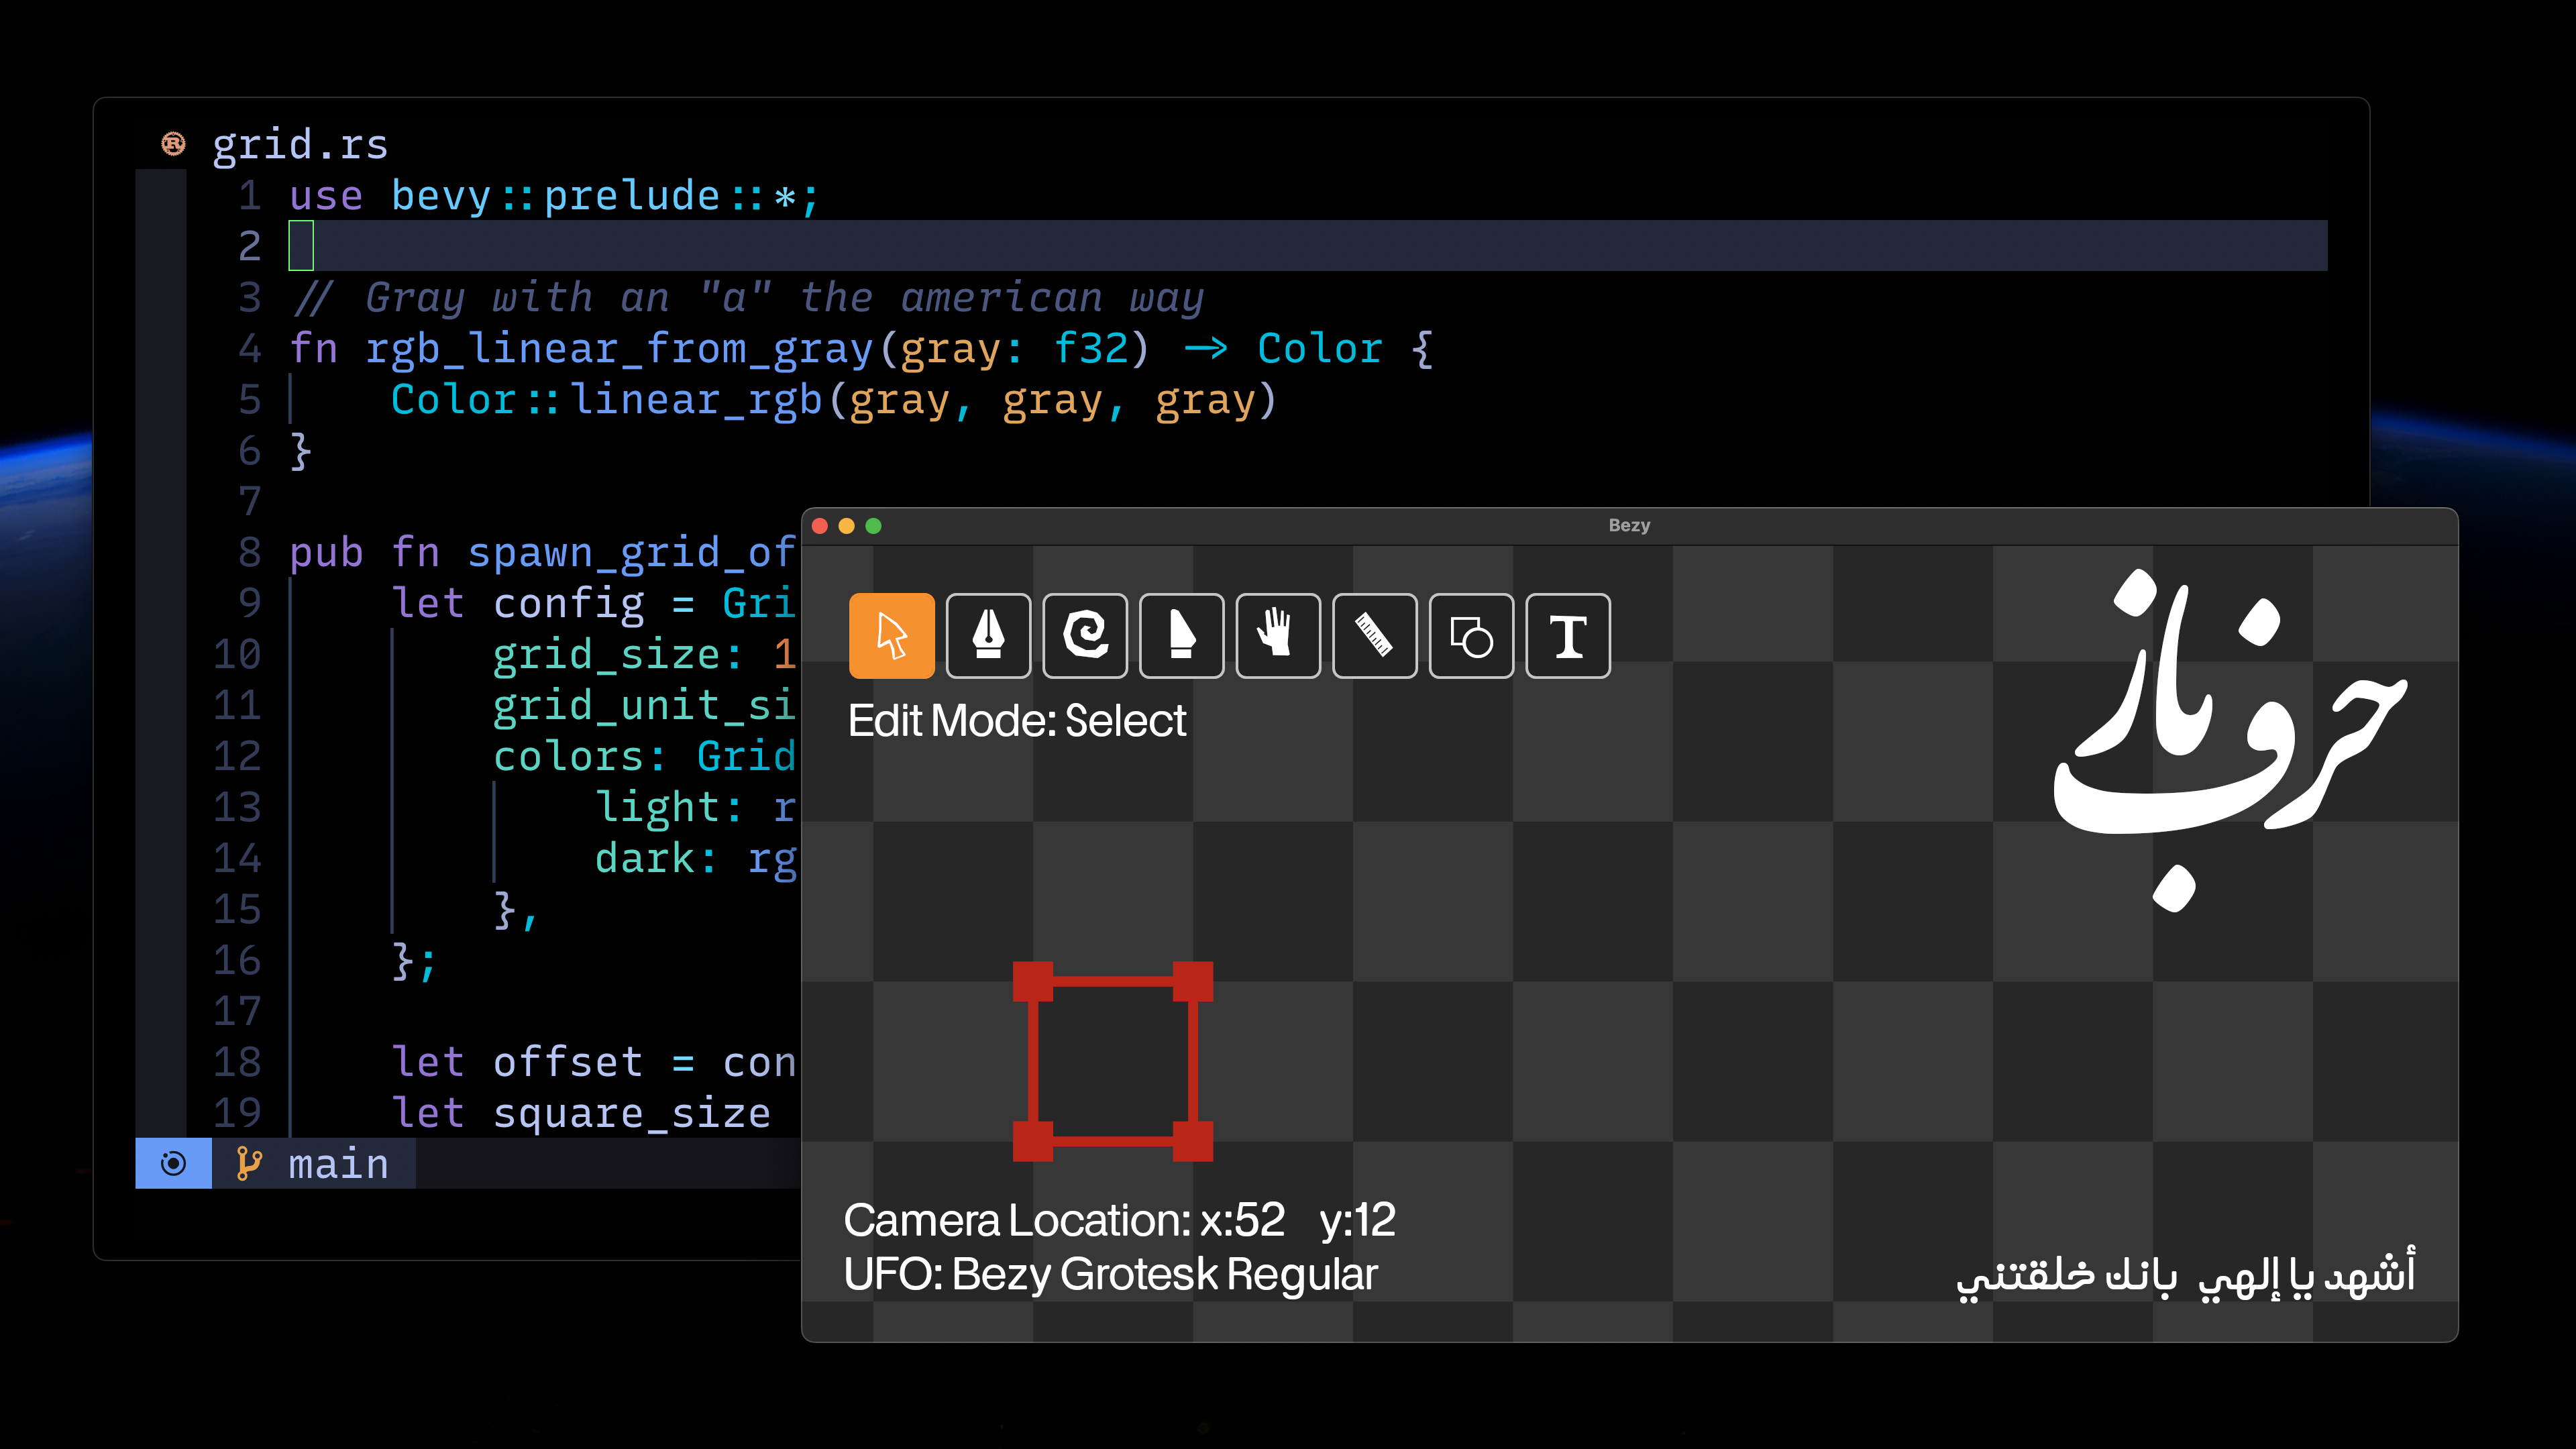 grid.rs
1 use bevy::prelude::*;
2
3 // Gray with an "a" the american way
4 fn rgb_linear_from_gray(gray: f32) -> Color {
5 Color::linear_rgb(gray, gray, gray)
6 }
7
8 pub fn spawn_grid_of
9 let config = Gri
10 grid_size: 1
11 grid_unit_si
12 colors: Grid
13 light: r
14 dark: rg
15 },
16 };
17
18 let offset = con
19 let square_size
main
Bezy
T
Edit Mode: Select
حرف باز
Camera Location: x:52 y:12
UFO: Bezy Grotesk Regular
أشهد يا إلهي بانك خلقتني